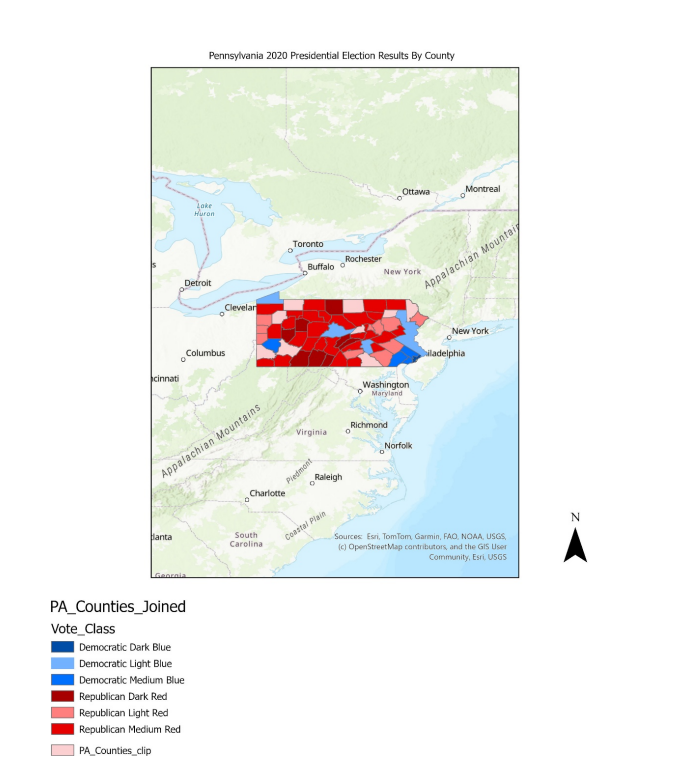 Pennsylvania 2020 Presidential Election Results By County
Ottawa
Montreal
Lake
Huron
Toronto
Rochester
Buffalo
New York
Appalachian Mountain
s
Detroit
Clevelan
New York
Columbus
iladelphia
cinnati
Washington
Maryland
Appalachian Mountains
Richmond
Virginia
Norfolk
Piedmont
Raleigh
Charlotte
Coastal Plain
lanta
South
Carolina
Georgia
Sources: Esri, TomTom, Garmin, FAO, NOAA, USGS,
(c) OpenStreetMap contributors, and the GIS User
Community, Esri, USGS
N
PA_Counties_Joined
Vote_Class
Democratic Dark Blue
Democratic Light Blue
Democratic Medium Blue
Republican Dark Red
Republican Light Red
Republican Medium Red
PA_Counties_clip